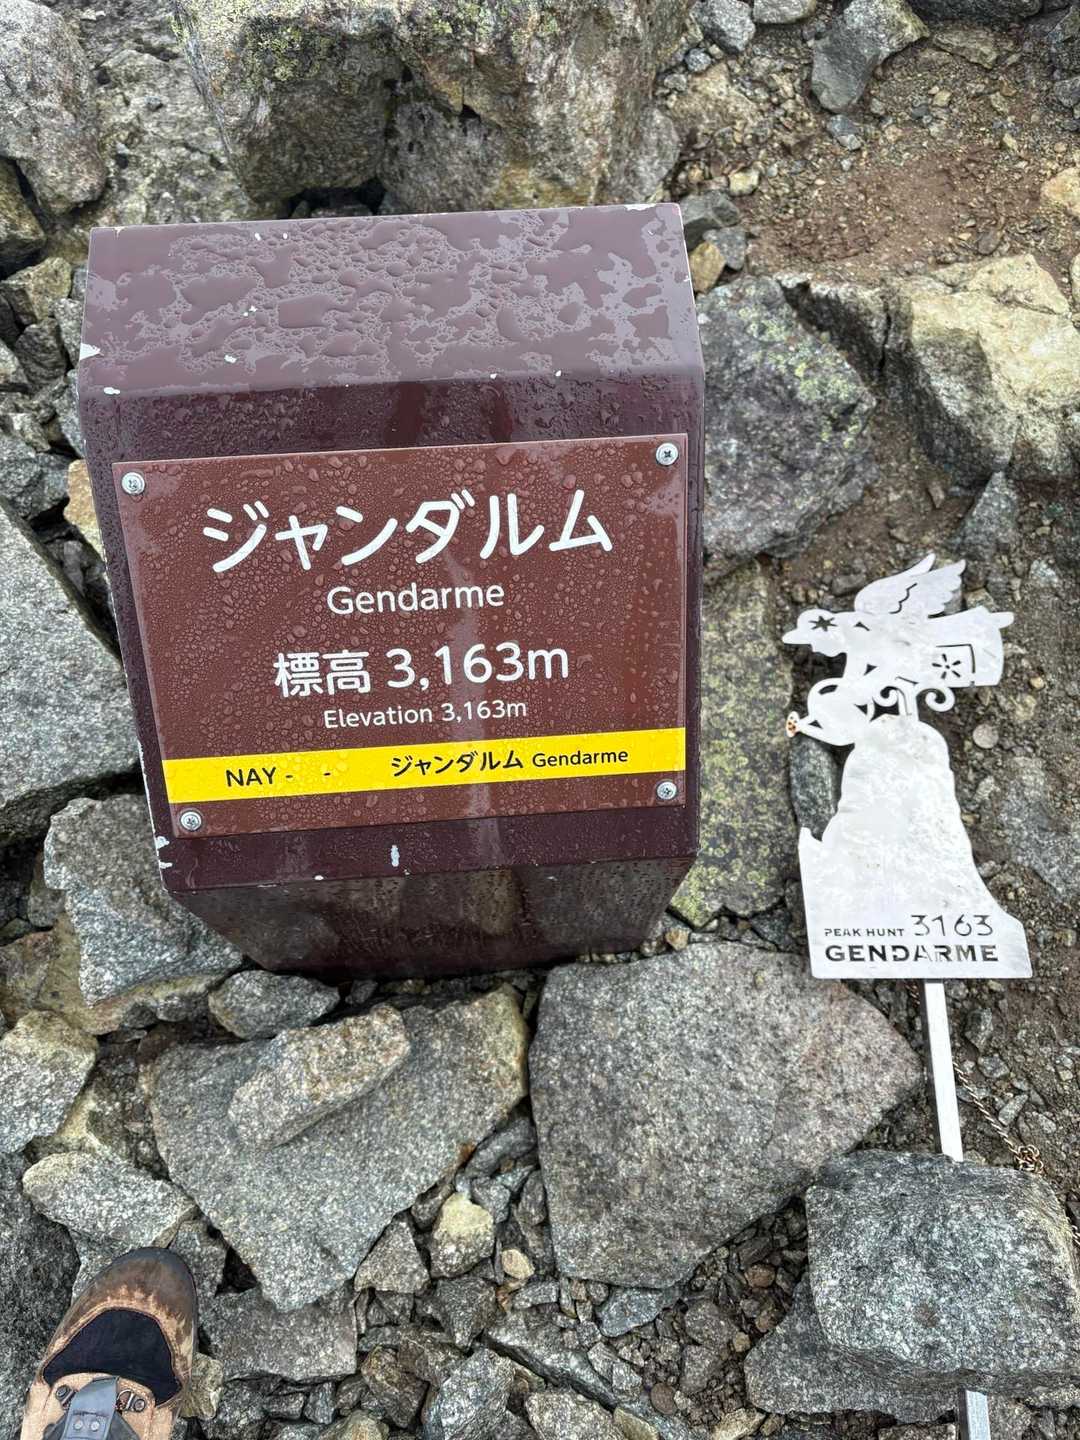 ジャンダルム
Gendarme
標高 3,163m
Elevation 3,163m
NAY -   -   ジャンダルム Gendarme
PEAK HUNT 3163
GENDARME